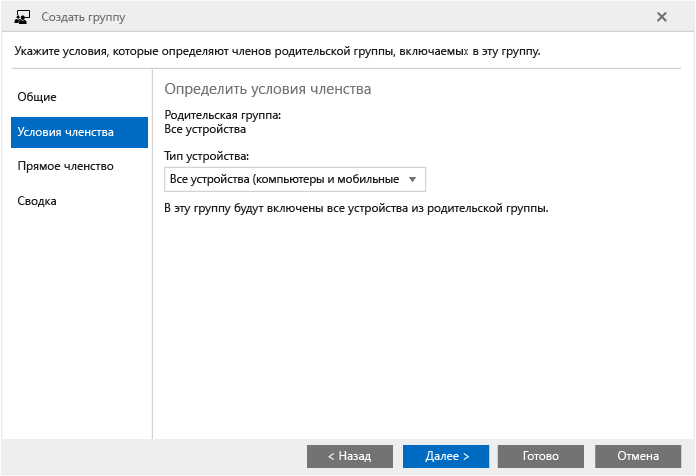 Создать группу
Укажите условия, которые определяют членов родительской группы, включаемых в эту группу.
Общие
Условия членства
Прямое членство
Сводка
Определить условия членства
Родительская группа:
Все устройства
Тип устройства:
Все устройства (компьютеры и мобильные
В эту группу будут включены все устройства из родительской группы.
< Назад
Далее >
Готово
Отмена